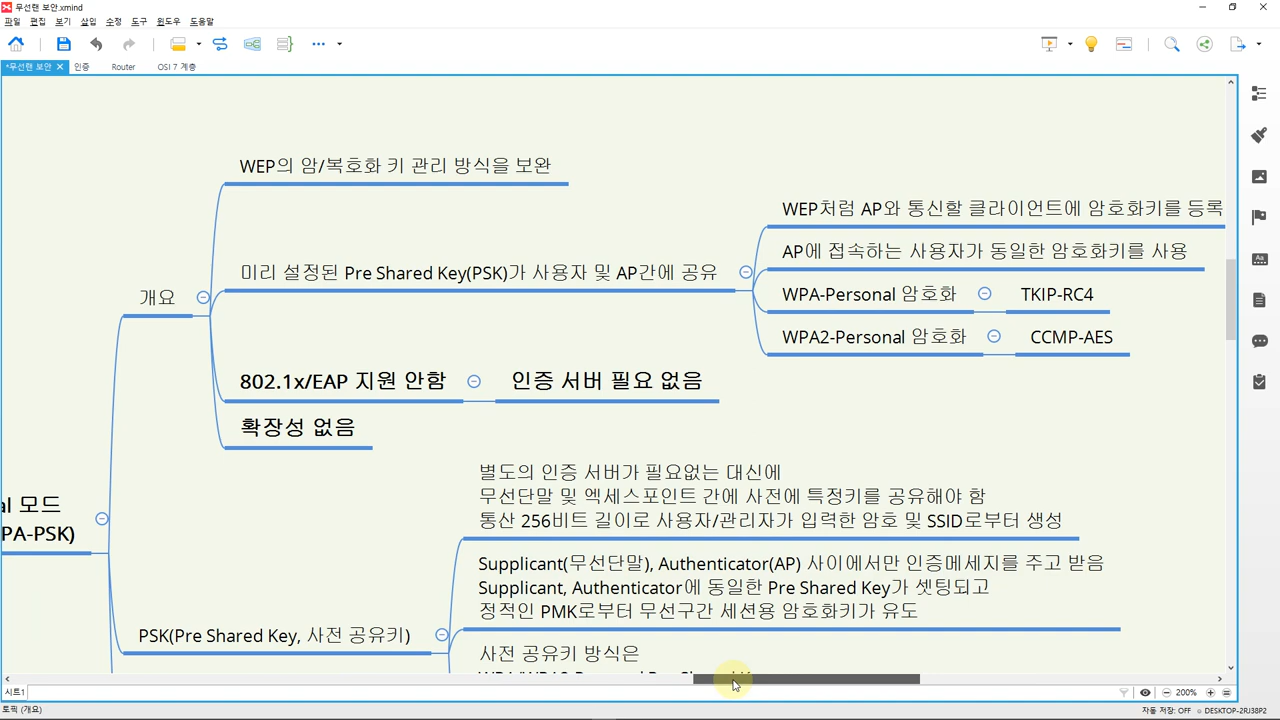 무선랜 보안.xmind
파일 편집 보기 삽입 수정 도구 윈도우 도움말
*무선랜 보안 인증 Router OSI 7 계층
WEP의 암/복호화 키 관리 방식을 보완
WEP처럼 AP와 통신할 클라이언트에 암호화키를 등록
AP에 접속하는 사용자가 동일한 암호화키를 사용
미리 설정된 Pre Shared Key(PSK)가 사용자 및 AP간에 공유
개요
WPA-Personal 암호화 TKIP-RC4
WPA2-Personal 암호화 CCMP-AES
802.1x/EAP 지원 안함 인증 서버 필요 없음
확장성 없음
별도의 인증 서버가 필요없는 대신에
무선단말 및 엑세스포인트 간에 사전에 특정키를 공유해야 함
통산 256비트 길이로 사용자/관리자가 입력한 암호 및 SSID로부터 생성
al 모드
PA-PSK)
Supplicant(무선단말), Authenticator(AP) 사이에서만 인증메세지를 주고 받음
Supplicant, Authenticator에 동일한 Pre Shared Key가 셋팅되고
정적인 PMK로부터 무선구간 세션용 암호화키가 유도
PSK(Pre Shared Key, 사전 공유키)
사전 공유키 방식은
시트1
200%
토픽 (개요)
자동 저장: OFF DESKTOP-2RJ38P2